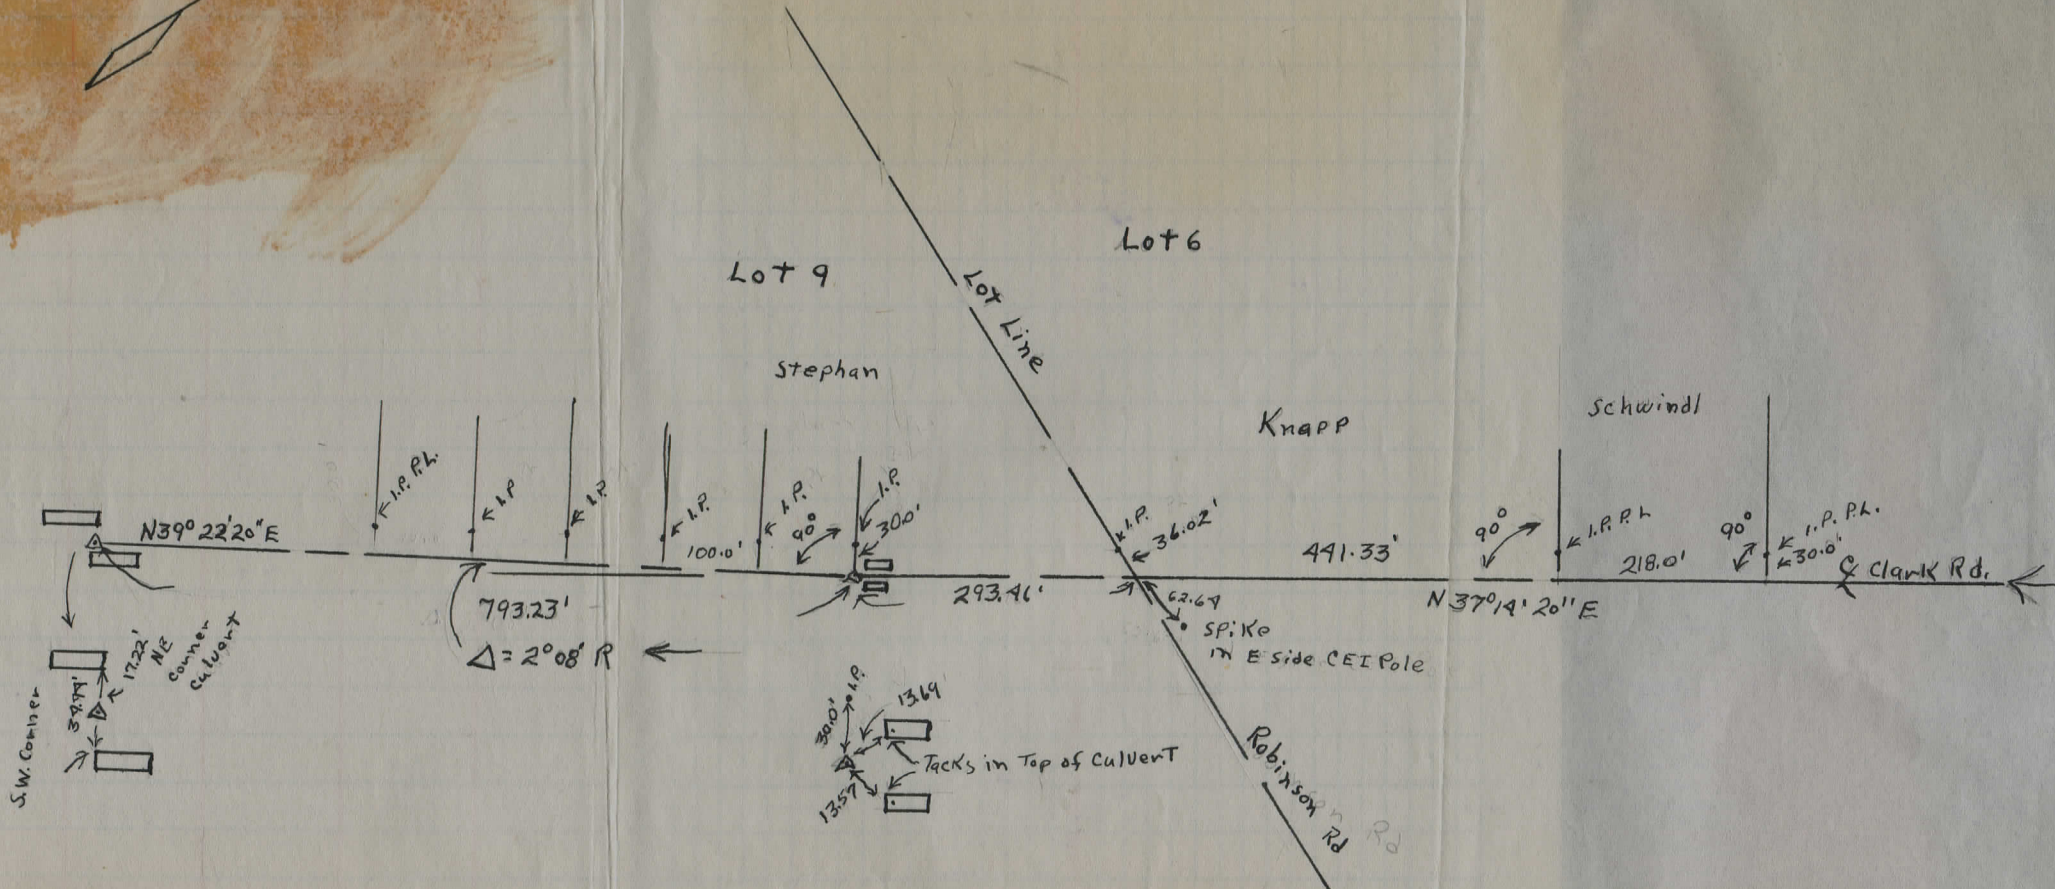 Lot 6
Lot 9
Lot Line
Stephan
Knapp
Schwindl
I.P. P.L.
I.P
I.P.
I.P.
I.P.
I.P.
300'
I.P.
36.02'
I.P. P.L
I.P. P.L.
30.0'
N39° 22' 20" E
100.0'
90°
441.33'
90°
218.0'
90°
℄ Clark Rd.
793.23'
293.46'
62.64
N 37° 14' 20" E
Δ = 2° 08' R
Spike
in E side CEI Pole
17.22'
NE
Conner
Culvert
S.W. Conner
I.P.
30.0'
13.69
Tacks in Top of CulverT
13.57
Robinson Rd